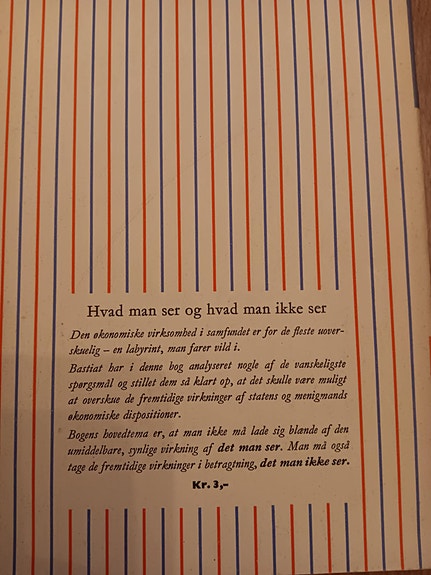 Hvad man ser og hvad man ikke ser
Den økonomiske virksomhed i samfundet er for de fleste uover-
skuelig – en labyrint, man farer vild i.
Bastiat har i denne bog analyseret nogle af de vanskeligste
spørgsmål og stillet dem så klart op, at det skulle være muligt
at overskue de fremtidige virkninger af statens og menigmands
økonomiske dispositioner.
Bogens hovedtema er, at man ikke må lade sig blænde af den
umiddelbare, synlige virkning af det man ser. Man må også
tage de fremtidige virkninger i betragtning, det man ikke ser.
Kr. 3,–